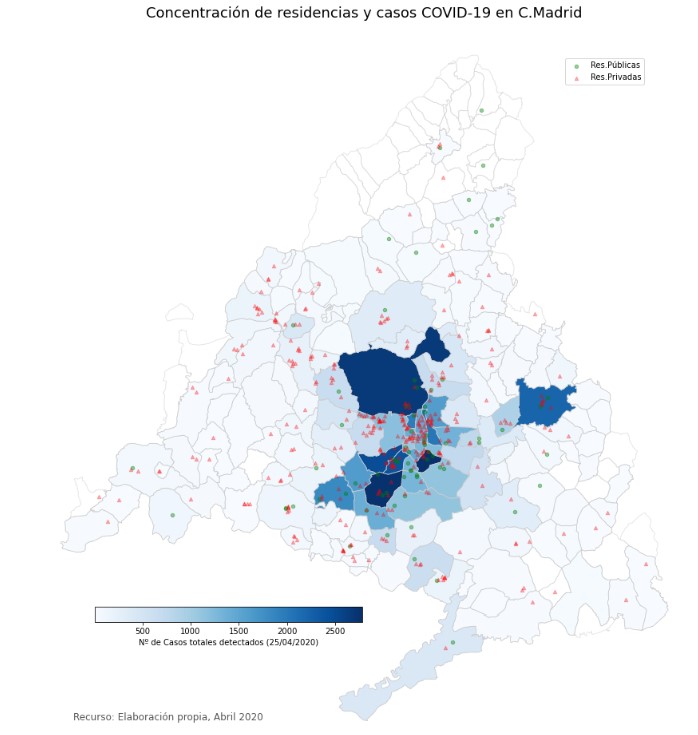 Concentración de residencias y casos COVID-19 en C.Madrid
Res.Públicas
Res.Privadas
500 1000 1500 2000 2500
Nº de Casos totales detectados (25/04/2020)
Recurso: Elaboración propia, Abril 2020